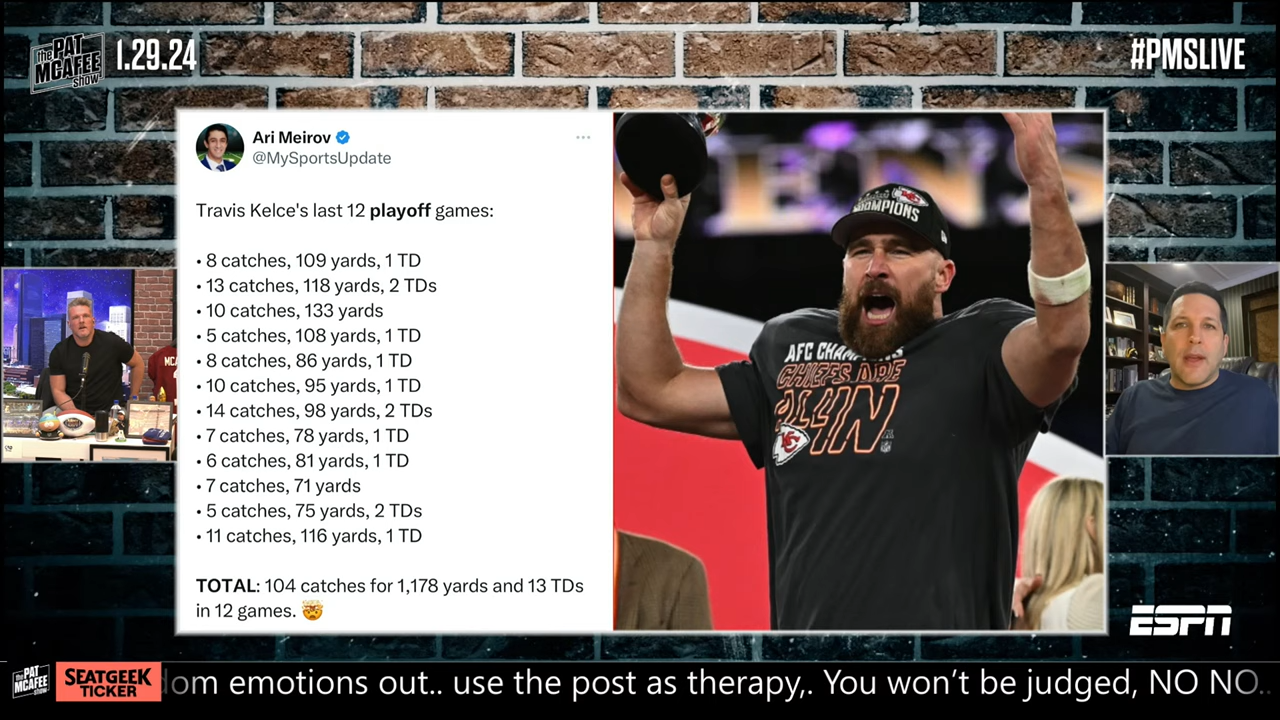 the PAT MCAFEE show
1.29.24
#PMSLIVE
Ari Meirov
@MySportsUpdate
Travis Kelce's last 12 playoff games:
• 8 catches, 109 yards, 1 TD
• 13 catches, 118 yards, 2 TDs
• 10 catches, 133 yards
• 5 catches, 108 yards, 1 TD
• 8 catches, 86 yards, 1 TD
• 10 catches, 95 yards, 1 TD
• 14 catches, 98 yards, 2 TDs
• 7 catches, 78 yards, 1 TD
• 6 catches, 81 yards, 1 TD
• 7 catches, 71 yards
• 5 catches, 75 yards, 2 TDs
• 11 catches, 116 yards, 1 TD
TOTAL: 104 catches for 1,178 yards and 13 TDs
in 12 games. 🤯
CHAMPIONS
AFC CHAMPIONS
CHIEFS ARE
ALL IN
KC
ESPN
the PAT MCAFEE show
SEATGEEK
TICKER
dom emotions out.. use the post as therapy,. You won't be judged, NO NO..